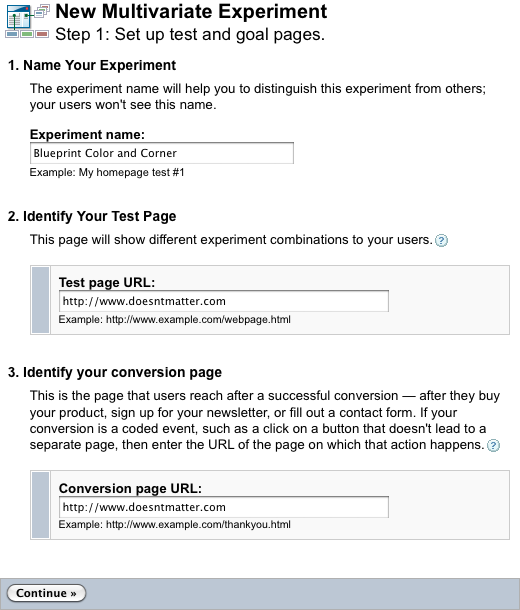 New Multivariate Experiment
Step 1: Set up test and goal pages.
1. Name Your Experiment
The experiment name will help you to distinguish this experiment from others;
your users won't see this name.
Experiment name:
Blueprint Color and Corner
Example: My homepage test #1
2. Identify Your Test Page
This page will show different experiment combinations to your users. ?
Test page URL:
http://www.doesntmatter.com
Example: http://www.example.com/webpage.html
3. Identify your conversion page
This is the page that users reach after a successful conversion — after they buy
your product, sign up for your newsletter, or fill out a contact form. If your
conversion is a coded event, such as a click on a button that doesn't lead to a
separate page, then enter the URL of the page on which that action happens. ?
Conversion page URL:
http://www.doesntmatter.com
Example: http://www.example.com/thankyou.html
Continue »